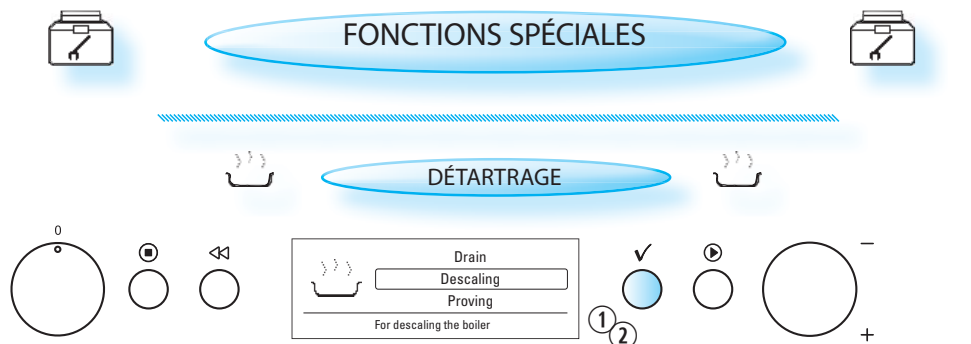 FONCTIONS SPÉCIALES
DÉTARTRAGE
0
Drain
Descaling
Proving
For descaling the boiler
1
2
−
+